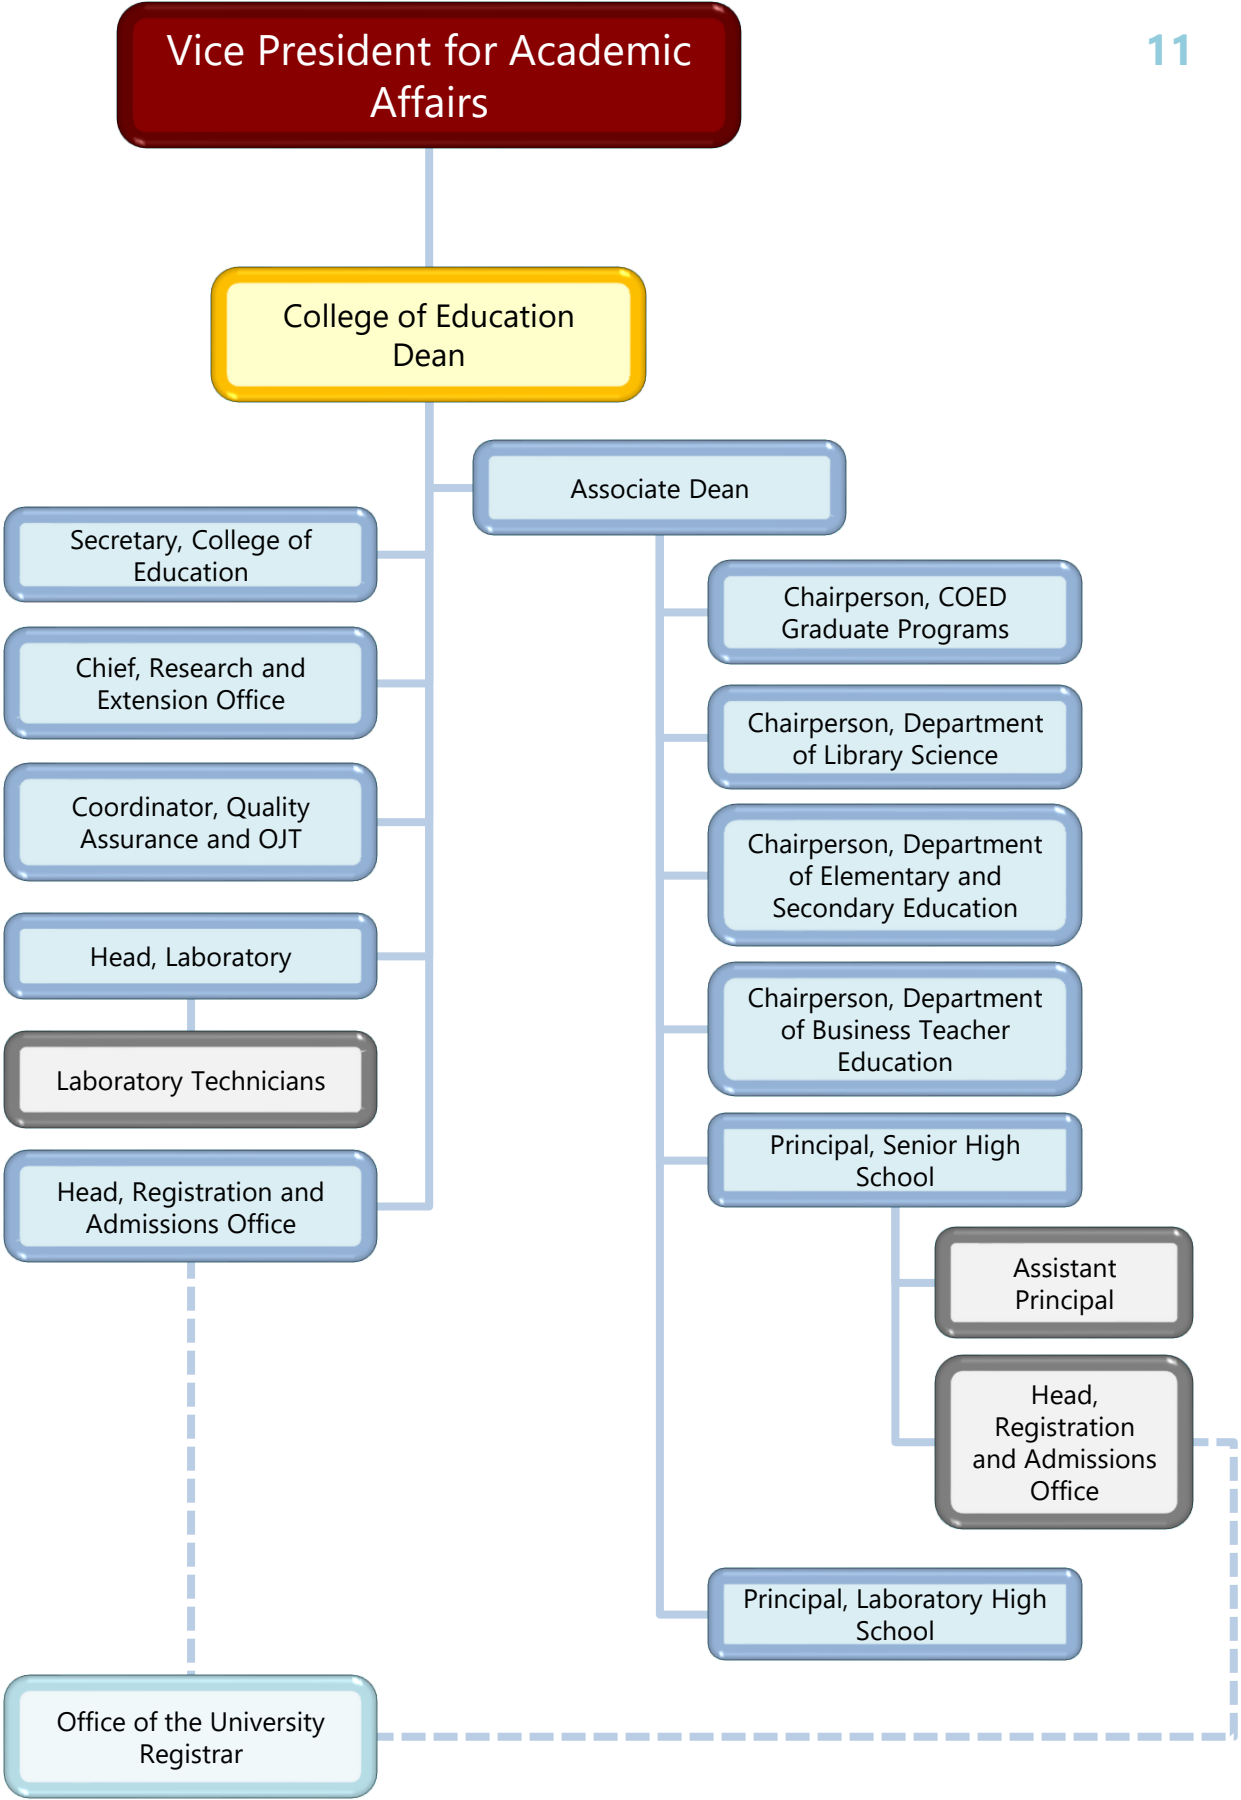 Vice President for Academic
Affairs
11
College of Education
Dean
Associate Dean
Secretary, College of
Education
Chief, Research and
Extension Office
Coordinator, Quality
Assurance and OJT
Head, Laboratory
Laboratory Technicians
Head, Registration and
Admissions Office
Chairperson, COED
Graduate Programs
Chairperson, Department
of Library Science
Chairperson, Department
of Elementary and
Secondary Education
Chairperson, Department
of Business Teacher
Education
Principal, Senior High
School
Assistant
Principal
Head,
Registration
and Admissions
Office
Principal, Laboratory High
School
Office of the University
Registrar